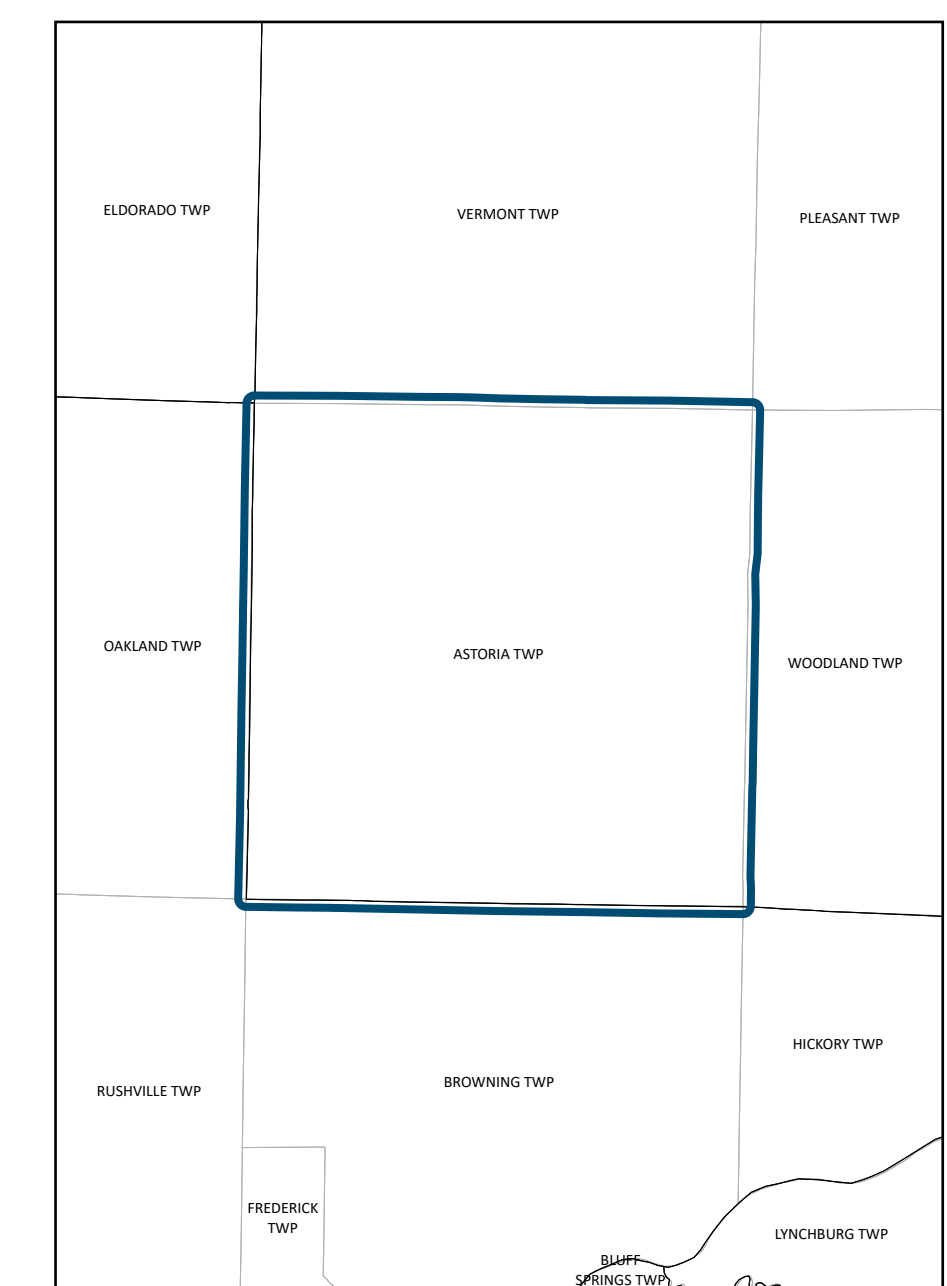 ELDORADO TWP
VERMONT TWP
PLEASANT TWP
OAKLAND TWP
ASTORIA TWP
WOODLAND TWP
HICKORY TWP
BROWNING TWP
RUSHVILLE TWP
FREDERICK
TWP
LYNCHBURG TWP
BLUFF
SPRINGS TWP